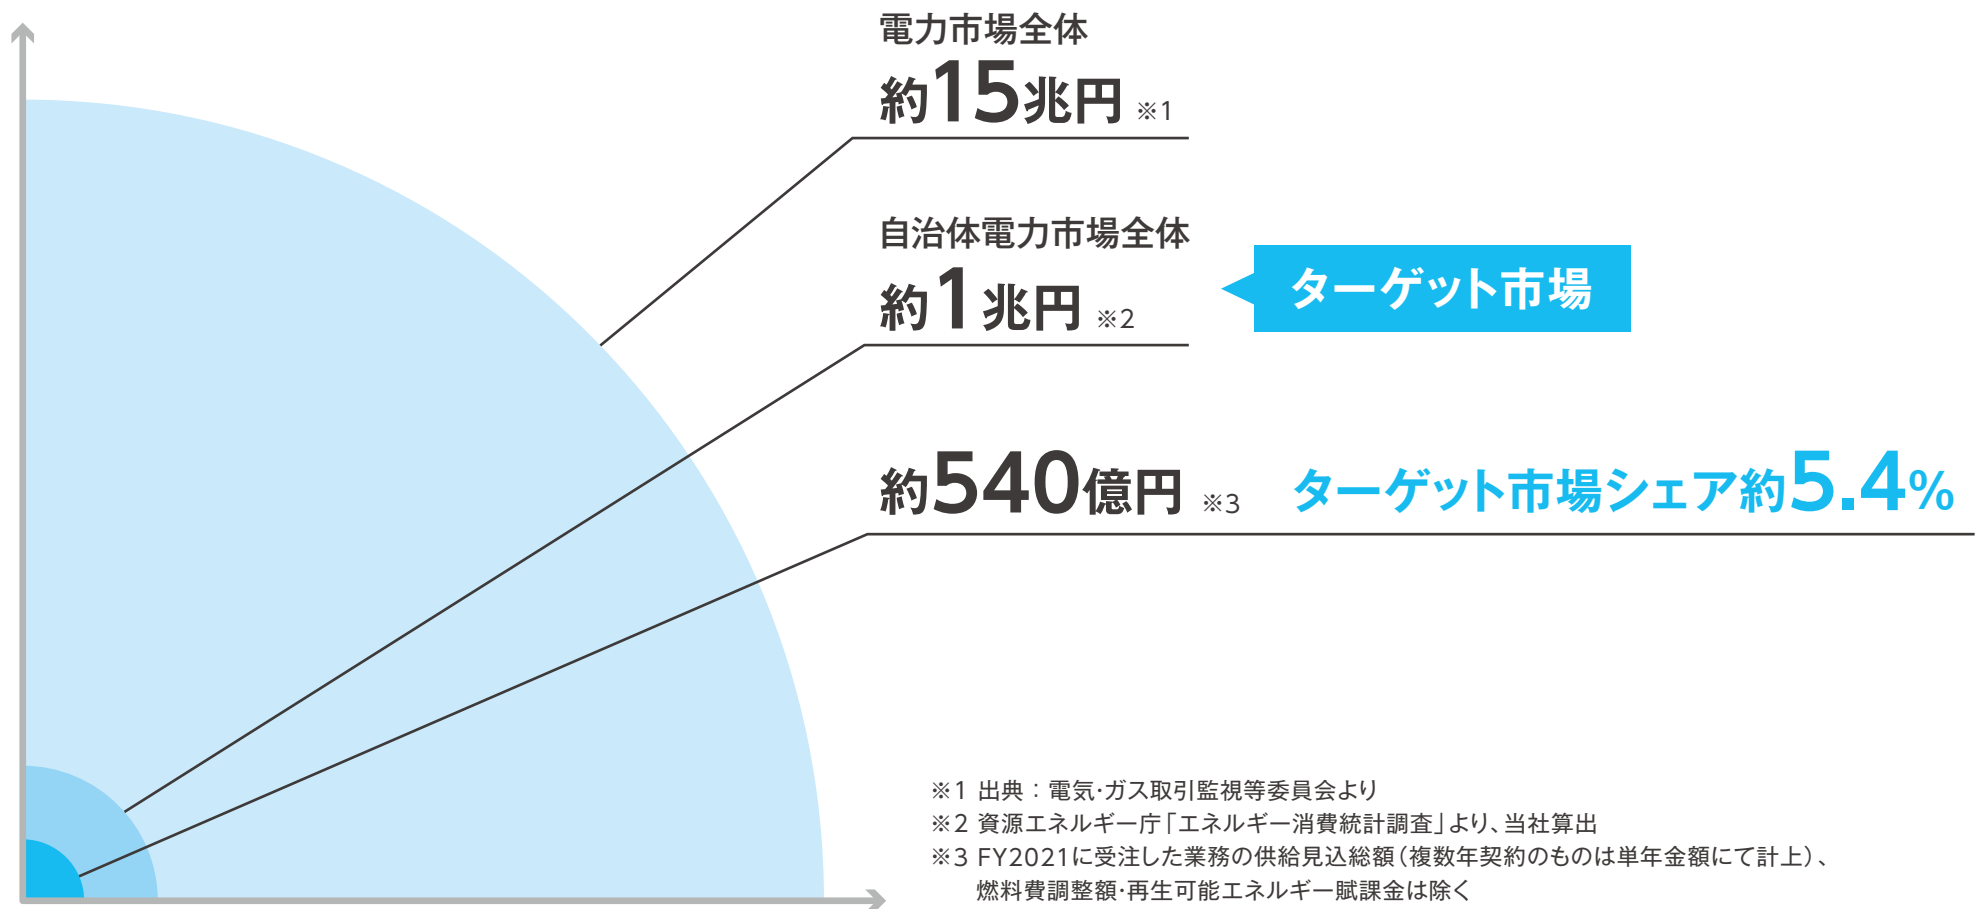 電力市場全体
約15兆円 ※1
自治体電力市場全体
約1兆円 ※2
ターゲット市場
約540億円 ※3 ターゲット市場シェア約5.4%
※1 出典：電気・ガス取引監視等委員会より
※2 資源エネルギー庁「エネルギー消費統計調査」より、当社算出
※3 FY2021に受注した業務の供給見込総額（複数年契約のものは単年金額にて計上）、
燃料費調整額・再生可能エネルギー賦課金は除く